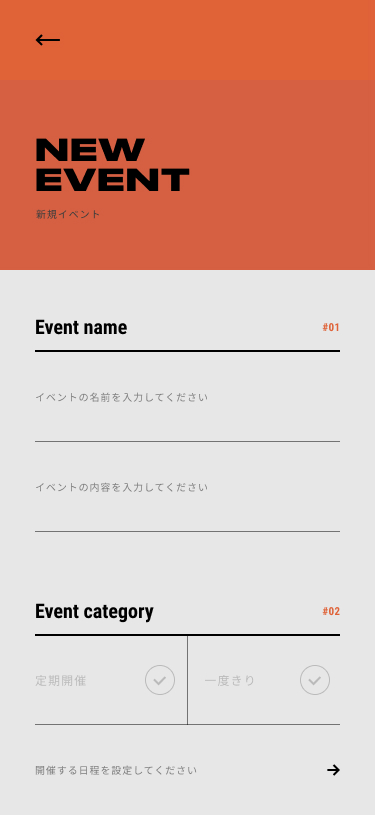 NEW
EVENT
新規イベント
Event name #01
イベントの名前を入力してください
イベントの内容を入力してください
Event category #02
定期開催 一度きり
開催する日程を設定してください